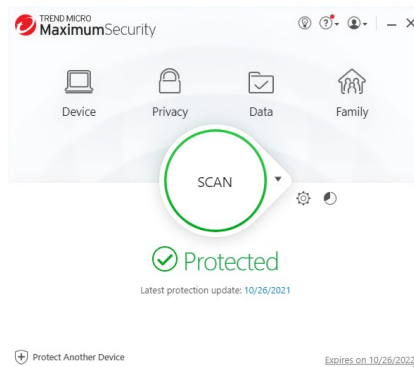 TREND MICRO
MaximumSecurity
Device Privacy Data Family
SCAN
Protected
Latest protection update: 10/26/2021
Protect Another Device Expires on 10/26/2022